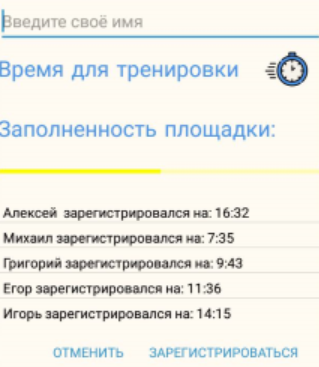 Введите своё имя
Время для тренировки
Заполненность площадки:
Алексей зарегистрировался на: 16:32
Михаил зарегистрировался на: 7:35
Григорий зарегистрировался на: 9:43
Егор зарегистрировался на: 11:36
Игорь зарегистрировался на: 14:15
ОТМЕНИТЬ ЗАРЕГИСТРИРОВАТЬСЯ